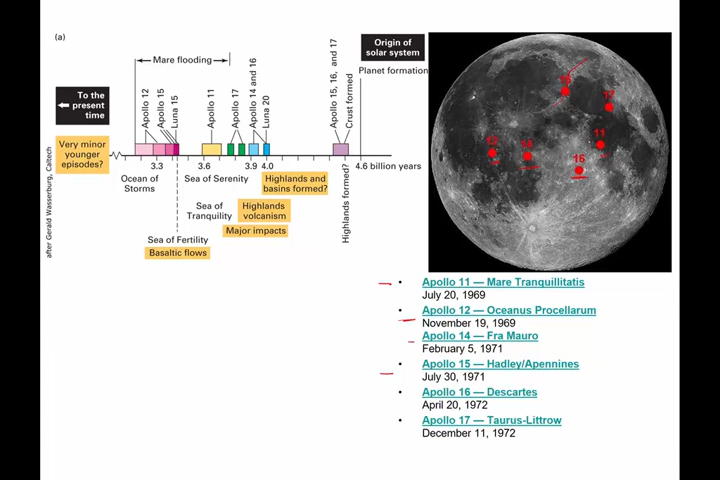 (a)
Origin of
solar system
Mare flooding
Planet formation
To the
present
time
Apollo 12
Apollo 15
Luna 15
Apollo 11
Apollo 17
Apollo 14 and 16
Luna 20
Apollo 15, 16, and 17
Crust formed
Very minor
younger
episodes?
3.3
3.6
3.9
4.0
4.6 billion years
Ocean of
Storms
Sea of Serenity
Highlands and
basins formed?
Sea of
Tranquility
Highlands
volcanism
Major impacts
Sea of Fertility
Basaltic flows
Highlands formed?
after Gerald Wasserburg, Caltech
15
17
12
14
11
16
• Apollo 11 — Mare Tranquillitatis
July 20, 1969
• Apollo 12 — Oceanus Procellarum
November 19, 1969
• Apollo 14 — Fra Mauro
February 5, 1971
• Apollo 15 — Hadley/Apennines
July 30, 1971
• Apollo 16 — Descartes
April 20, 1972
• Apollo 17 — Taurus-Littrow
December 11, 1972